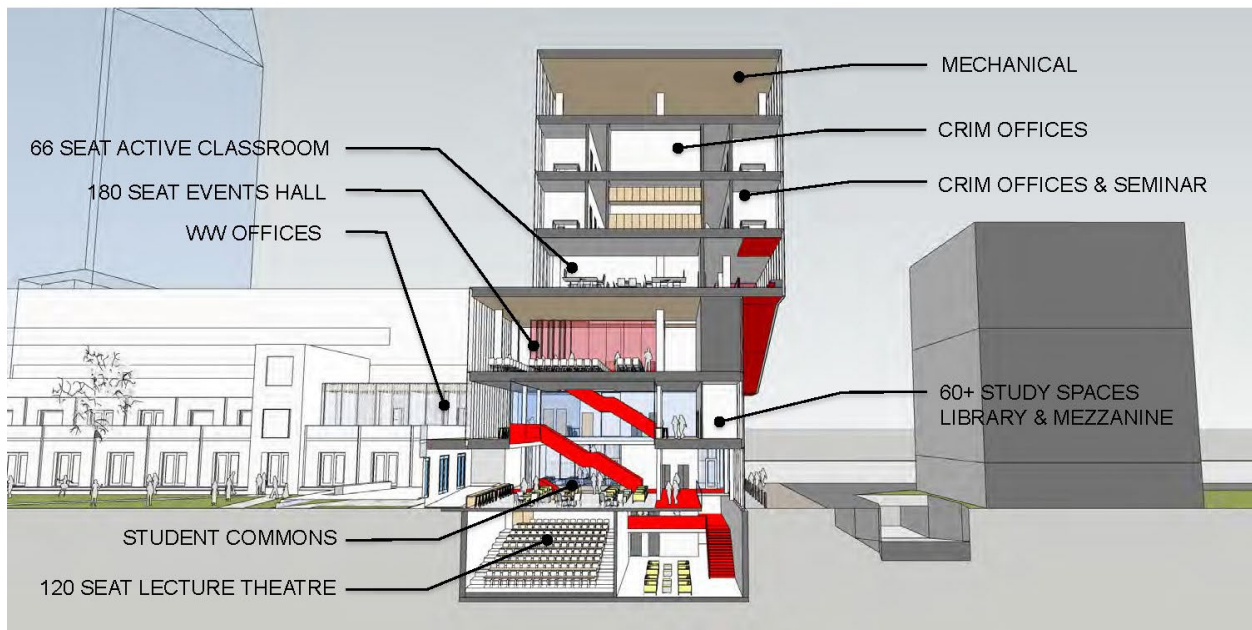 MECHANICAL
CRIM OFFICES
66 SEAT ACTIVE CLASSROOM
180 SEAT EVENTS HALL
CRIM OFFICES & SEMINAR
WW OFFICES
60+ STUDY SPACES
LIBRARY & MEZZANINE
STUDENT COMMONS
120 SEAT LECTURE THEATRE